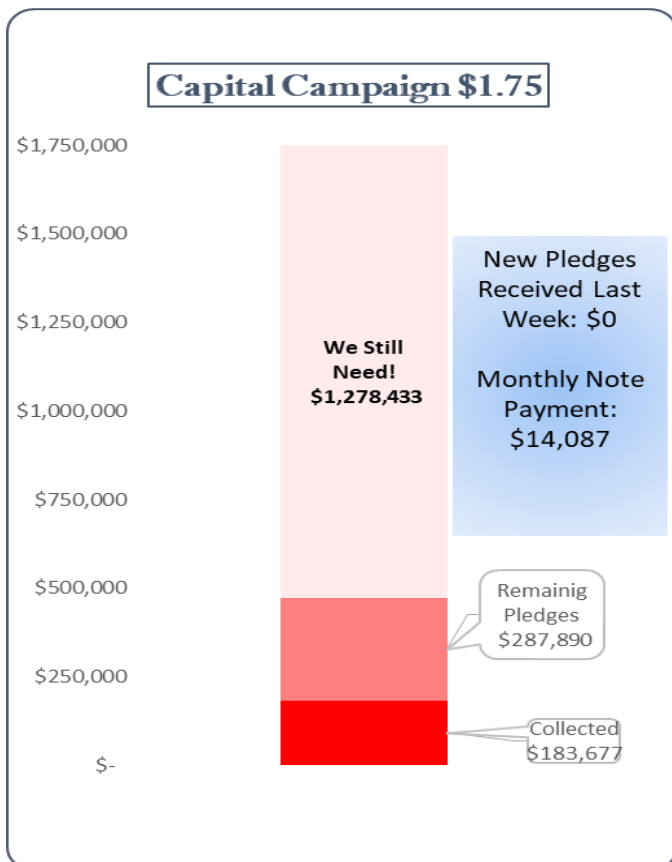 Capital Campaign $1.75
$1,750,000
$1,500,000
$1,250,000
$1,000,000
$750,000
$500,000
$250,000
$-
We Still
Need!
$1,278,433
New Pledges
Received Last
Week: $0
Monthly Note
Payment:
$14,087
Remainig
Pledges
$287,890
Collected
$183,677